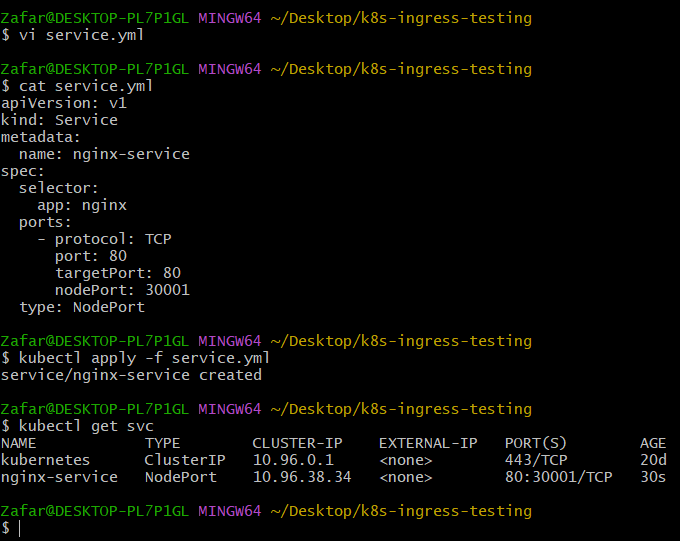 Zafar@DESKTOP-PL7P1GL MINGW64 ~/Desktop/k8s-ingress-testing
$ vi service.yml

Zafar@DESKTOP-PL7P1GL MINGW64 ~/Desktop/k8s-ingress-testing
$ cat service.yml
apiVersion: v1
kind: Service
metadata:
  name: nginx-service
spec:
  selector:
    app: nginx
  ports:
    - protocol: TCP
      port: 80
      targetPort: 80
      nodePort: 30001
  type: NodePort

Zafar@DESKTOP-PL7P1GL MINGW64 ~/Desktop/k8s-ingress-testing
$ kubectl apply -f service.yml
service/nginx-service created

Zafar@DESKTOP-PL7P1GL MINGW64 ~/Desktop/k8s-ingress-testing
$ kubectl get svc
NAME            TYPE        CLUSTER-IP    EXTERNAL-IP   PORT(S)        AGE
kubernetes      ClusterIP   10.96.0.1     <none>        443/TCP        20d
nginx-service   NodePort    10.96.38.34   <none>        80:30001/TCP   30s

Zafar@DESKTOP-PL7P1GL MINGW64 ~/Desktop/k8s-ingress-testing
$